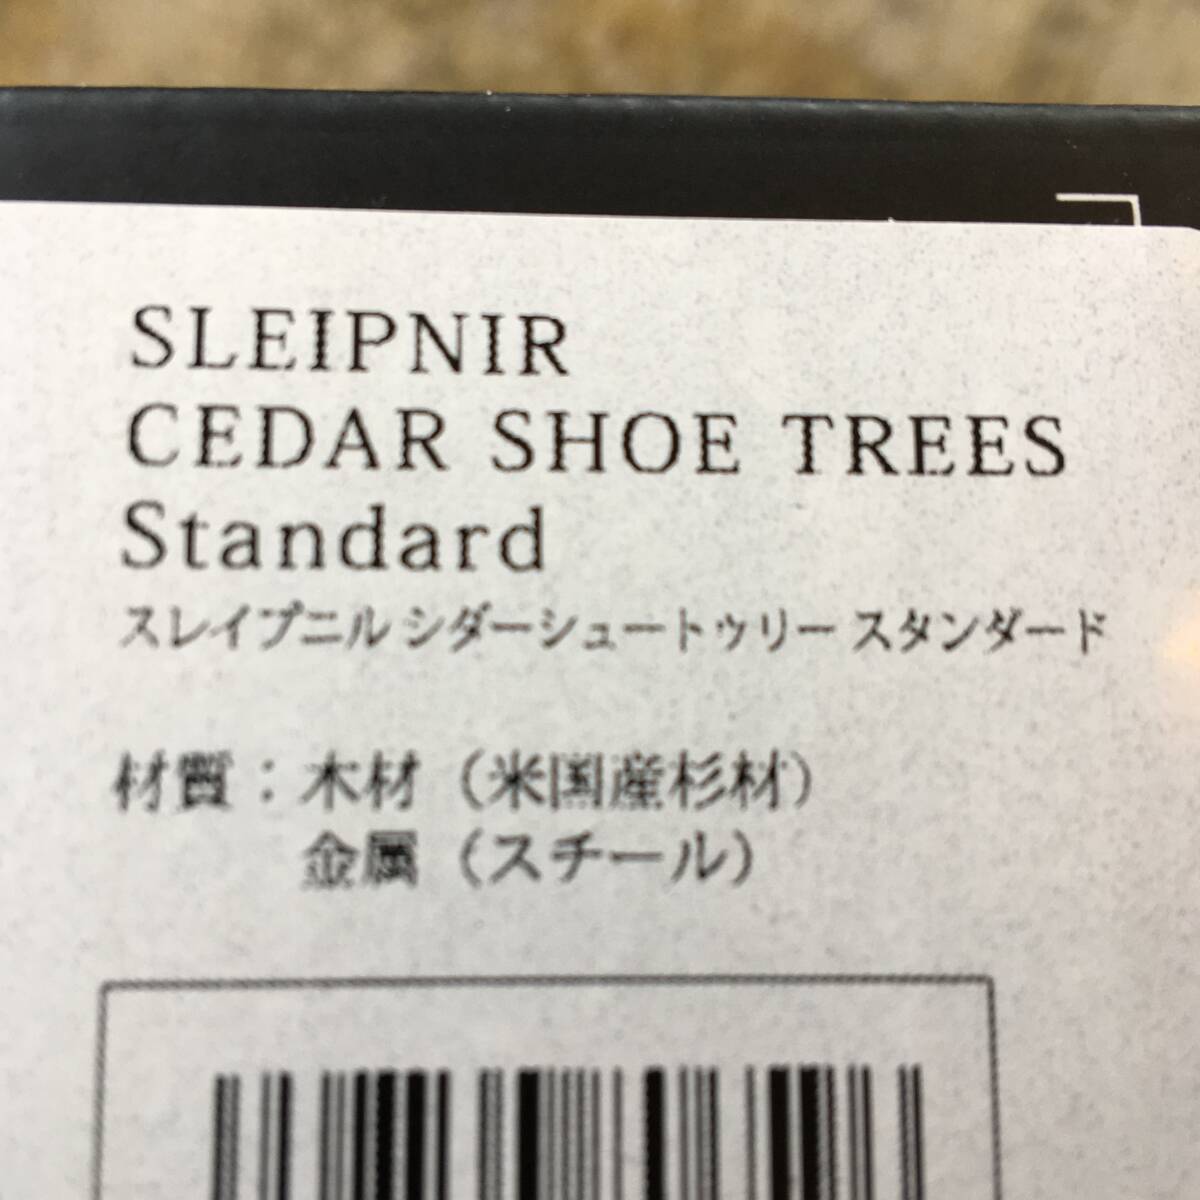 SLEIPNIR
CEDAR SHOE TREES
Standard
スレイプニル シダーシュートゥリー スタンダード
材質：木材（米国産杉材）
金属（スチール）